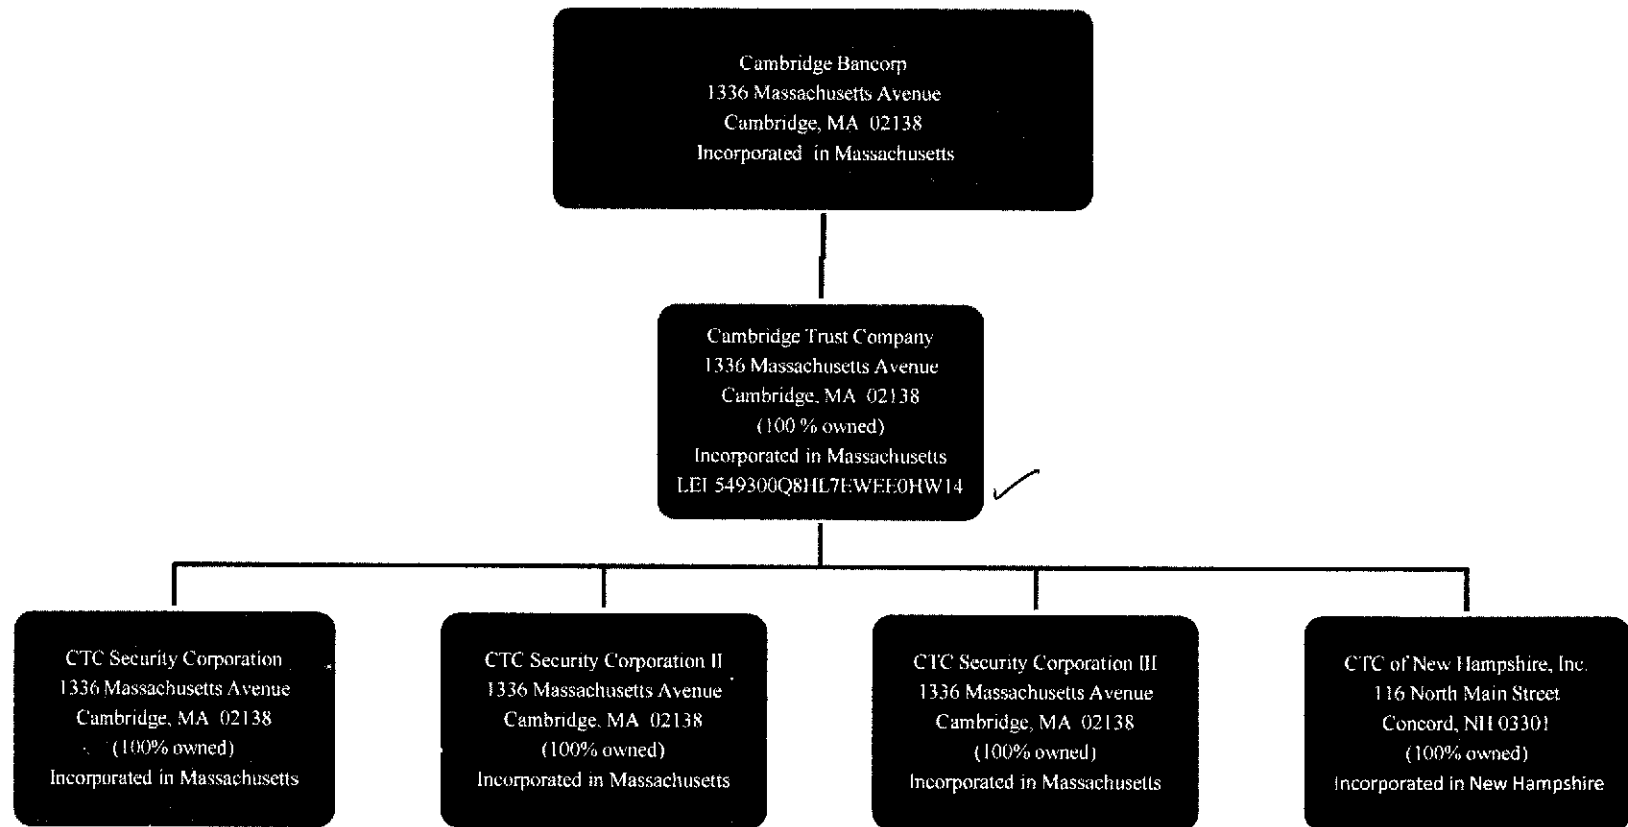 Cambridge Bancorp
1336 Massachusetts Avenue
Cambridge, MA 02138
Incorporated in Massachusetts
Cambridge Trust Company
1336 Massachusetts Avenue
Cambridge, MA 02138
(100 % owned)
Incorporated in Massachusetts
LEI 549300Q8HL7EWEE0HW14
CTC Security Corporation
1336 Massachusetts Avenue
Cambridge, MA 02138
(100% owned)
Incorporated in Massachusetts
CTC Security Corporation II
1336 Massachusetts Avenue
Cambridge, MA 02138
(100% owned)
Incorporated in Massachusetts
CTC Security Corporation III
1336 Massachusetts Avenue
Cambridge, MA 02138
(100% owned)
Incorporated in Massachusetts
CTC of New Hampshire, Inc.
116 North Main Street
Concord, NH 03301
(100% owned)
Incorporated in New Hampshire